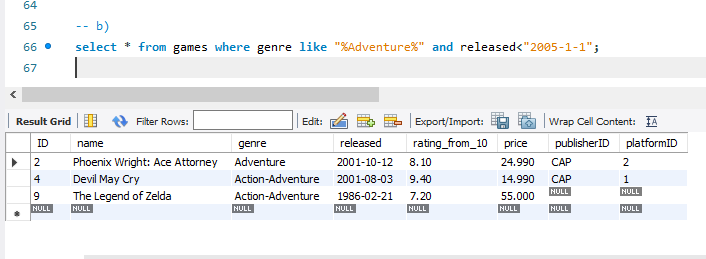 64
65 -- b)
66 select * from games where genre like "%Adventure%" and released<"2005-1-1";
67
Result Grid Filter Rows: Edit: Export/Import: Wrap Cell Content: IA
ID name genre released rating_from_10 price publisherID platformID
2 Phoenix Wright: Ace Attorney Adventure 2001-10-12 8.10 24.990 CAP 2
4 Devil May Cry Action-Adventure 2001-08-03 9.40 14.990 CAP 1
9 The Legend of Zelda Action-Adventure 1986-02-21 7.20 55.000 NULL NULL
NULL NULL NULL NULL NULL NULL NULL NULL